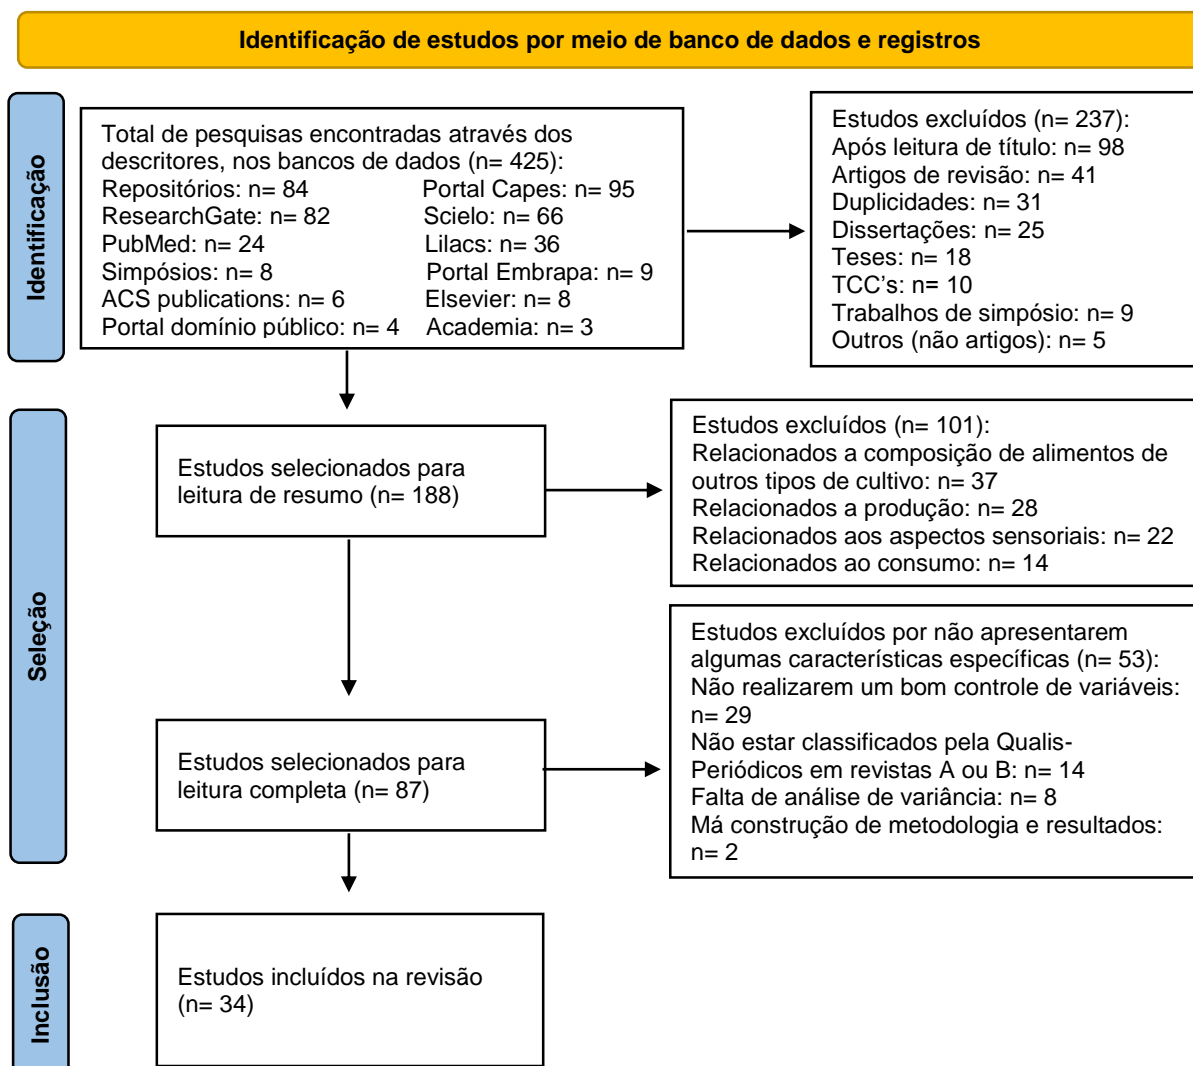 Identificação de estudos por meio de banco de dados e registros
Identificação
Total de pesquisas encontradas através dos
descritores, nos bancos de dados (n= 425):
Repositórios: n= 84 Portal Capes: n= 95
ResearchGate: n= 82 Scielo: n= 66
PubMed: n= 24 Lilacs: n= 36
Simpósios: n= 8 Portal Embrapa: n= 9
ACS publications: n= 6 Elsevier: n= 8
Portal domínio público: n= 4 Academia: n= 3
Estudos excluídos (n= 237):
Após leitura de título: n= 98
Artigos de revisão: n= 41
Duplicidades: n= 31
Dissertações: n= 25
Teses: n= 18
TCC’s: n= 10
Trabalhos de simpósio: n= 9
Outros (não artigos): n= 5
Seleção
Estudos selecionados para
leitura de resumo (n= 188)
Estudos excluídos (n= 101):
Relacionados a composição de alimentos de
outros tipos de cultivo: n= 37
Relacionados a produção: n= 28
Relacionados aos aspectos sensoriais: n= 22
Relacionados ao consumo: n= 14
Estudos selecionados para
leitura completa (n= 87)
Estudos excluídos por não apresentarem
algumas características específicas (n= 53):
Não realizarem um bom controle de variáveis:
n= 29
Não estar classificados pela Qualis-
Periódicos em revistas A ou B: n= 14
Falta de análise de variância: n= 8
Má construção de metodologia e resultados:
n= 2
Inclusão
Estudos incluídos na revisão
(n= 34)